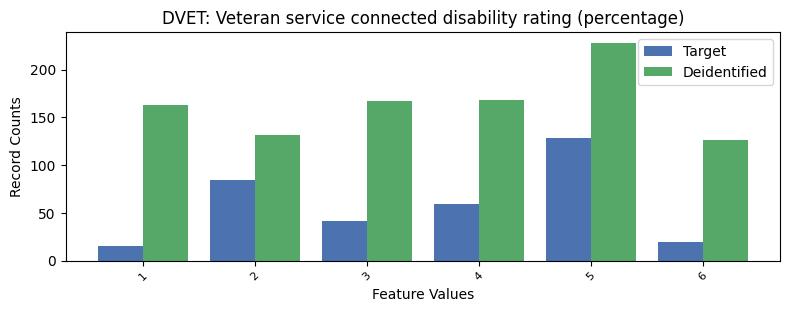 DVET: Veteran service connected disability rating (percentage)
Target
Deidentified
Record Counts
200
150
100
50
0
1 2 3 4 5 6
Feature Values